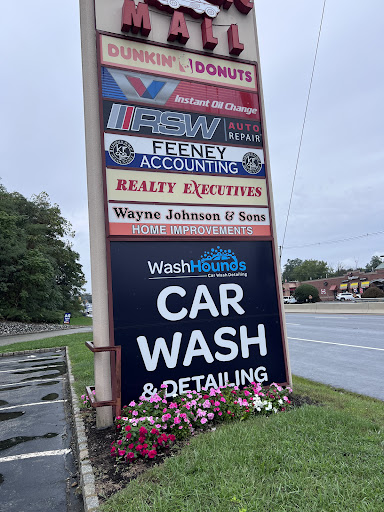 MALL
DUNKIN' DONUTS
Instant Oil Change
RSW AUTO
REPAIR
FEENEY
ACCOUNTING
REALTY EXECUTIVES
Wayne Johnson & Sons
HOME IMPROVEMENTS
WashHounds
Car Wash Detailing
CAR
WASH
& DETAILING